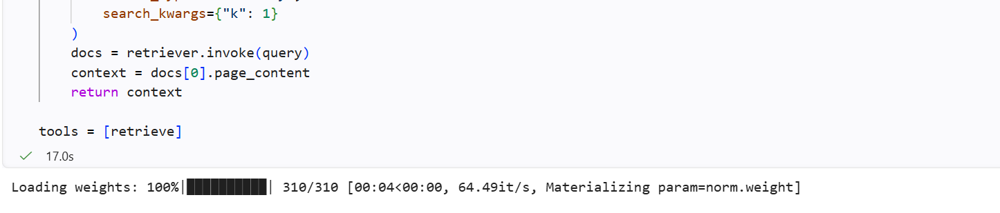 search_kwargs={"k": 1}
)
docs = retriever.invoke(query)
context = docs[0].page_content
return context
tools = [retrieve]
17.0s
Loading weights: 100%|██████████| 310/310 [00:04<00:00, 64.49it/s, Materializing param=norm.weight]